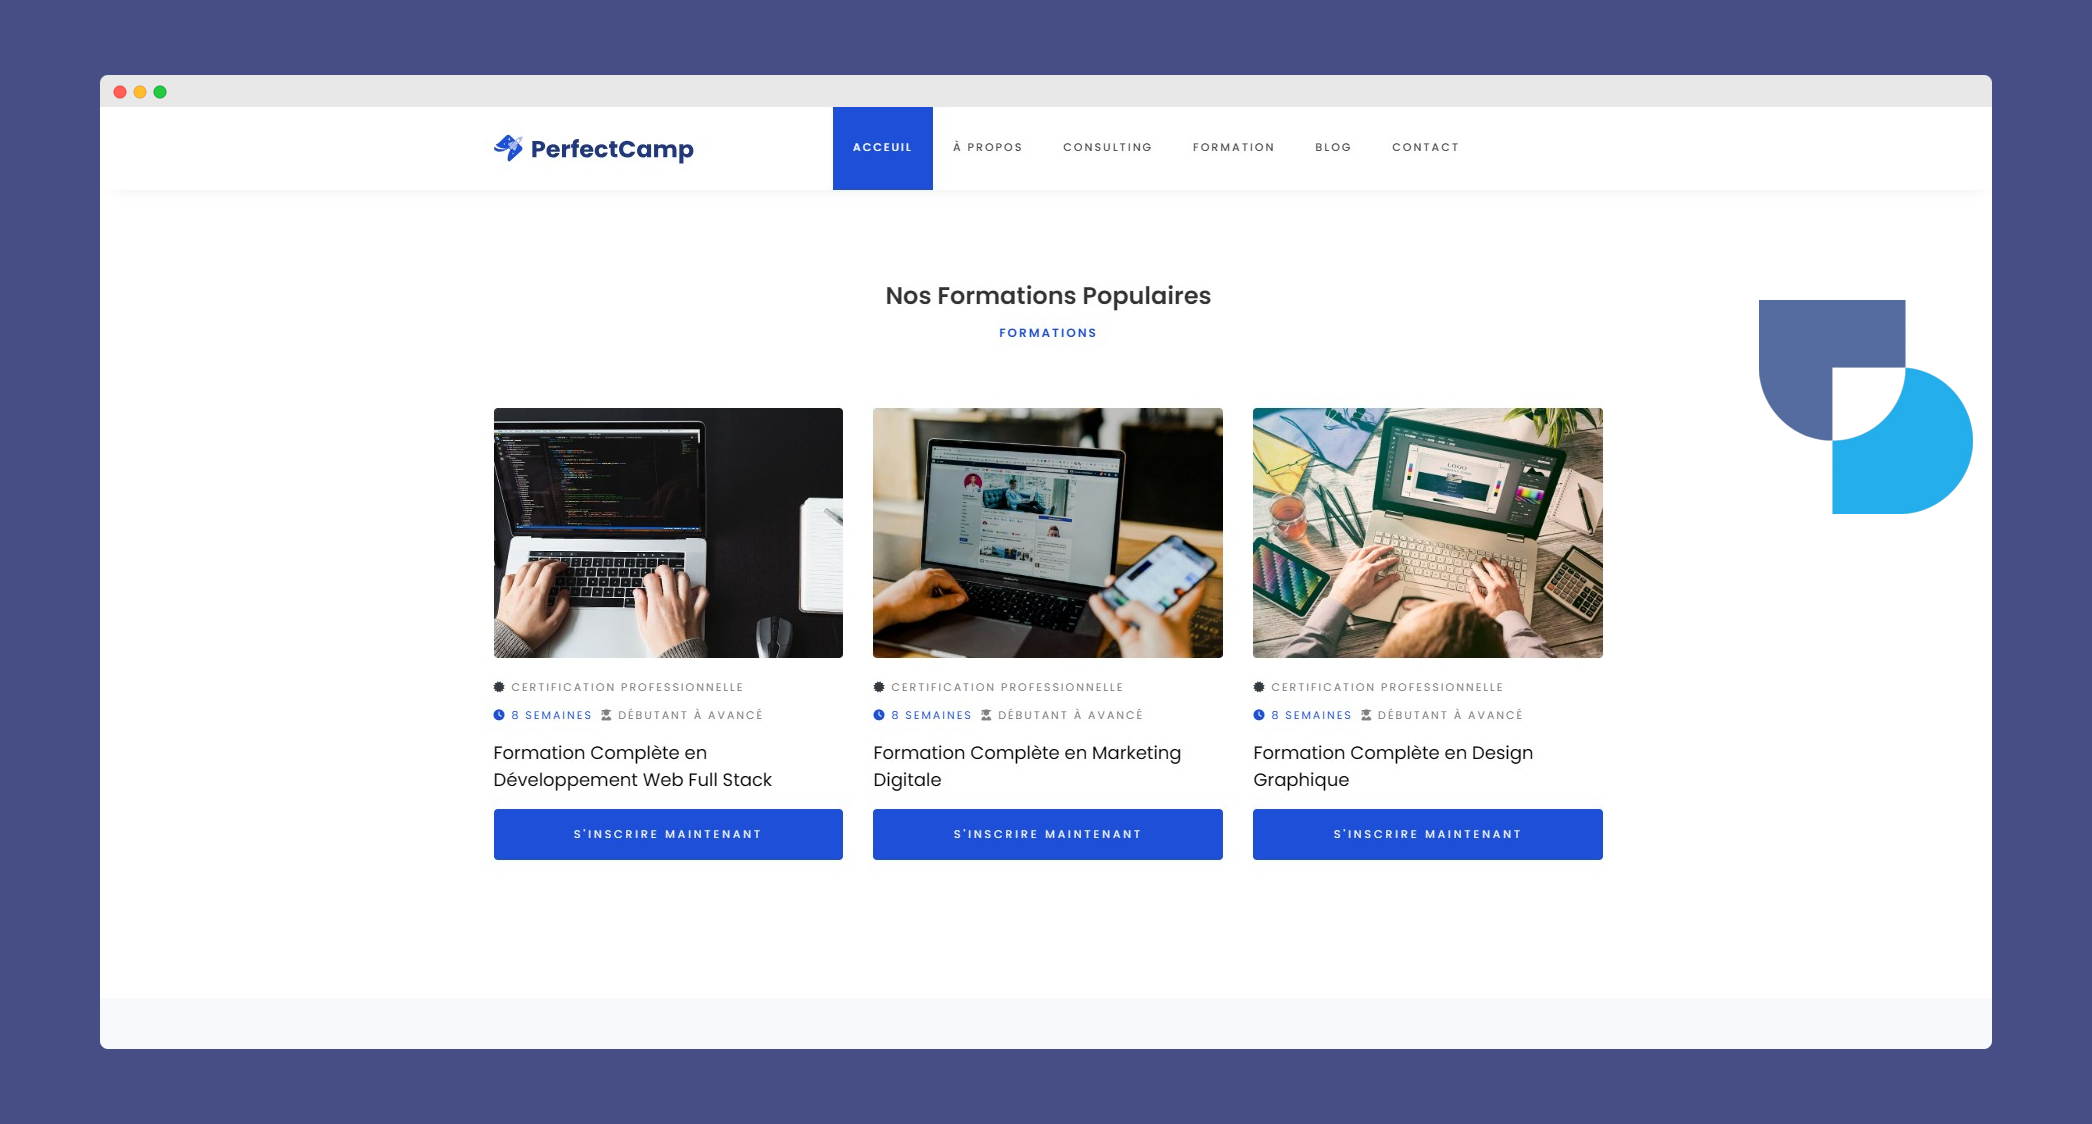 PerfectCamp
ACCEUIL
À PROPOS
CONSULTING
FORMATION
BLOG
CONTACT
Nos Formations Populaires
FORMATIONS
LOGO
CERTIFICATION PROFESSIONNELLE
8 SEMAINES DÉBUTANT À AVANCÉ
Formation Complète en
Développement Web Full Stack
S'INSCRIRE MAINTENANT
CERTIFICATION PROFESSIONNELLE
8 SEMAINES DÉBUTANT À AVANCÉ
Formation Complète en Marketing
Digitale
S'INSCRIRE MAINTENANT
CERTIFICATION PROFESSIONNELLE
8 SEMAINES DÉBUTANT À AVANCÉ
Formation Complète en Design
Graphique
S'INSCRIRE MAINTENANT